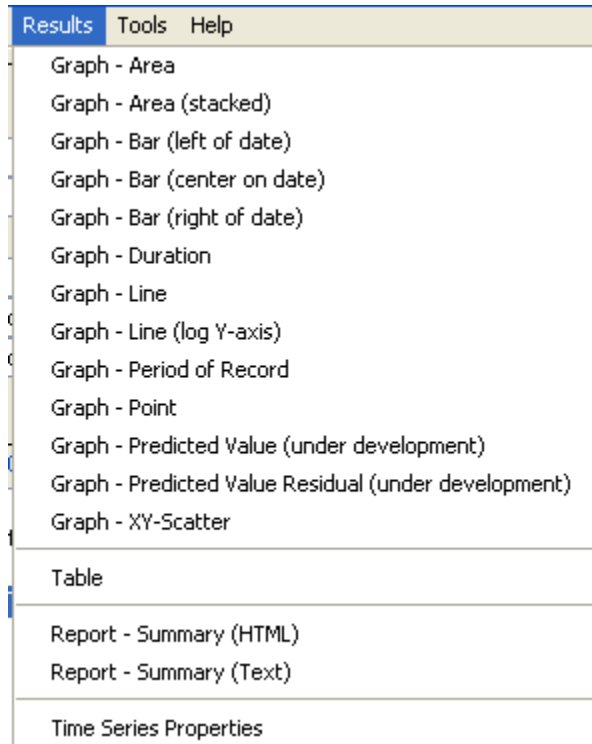 Results Tools Help
Graph - Area
Graph - Area (stacked)
Graph - Bar (left of date)
Graph - Bar (center on date)
Graph - Bar (right of date)
Graph - Duration
Graph - Line
Graph - Line (log Y-axis)
Graph - Period of Record
Graph - Point
Graph - Predicted Value (under development)
Graph - Predicted Value Residual (under development)
Graph - XY-Scatter
Table
Report - Summary (HTML)
Report - Summary (Text)
Time Series Properties